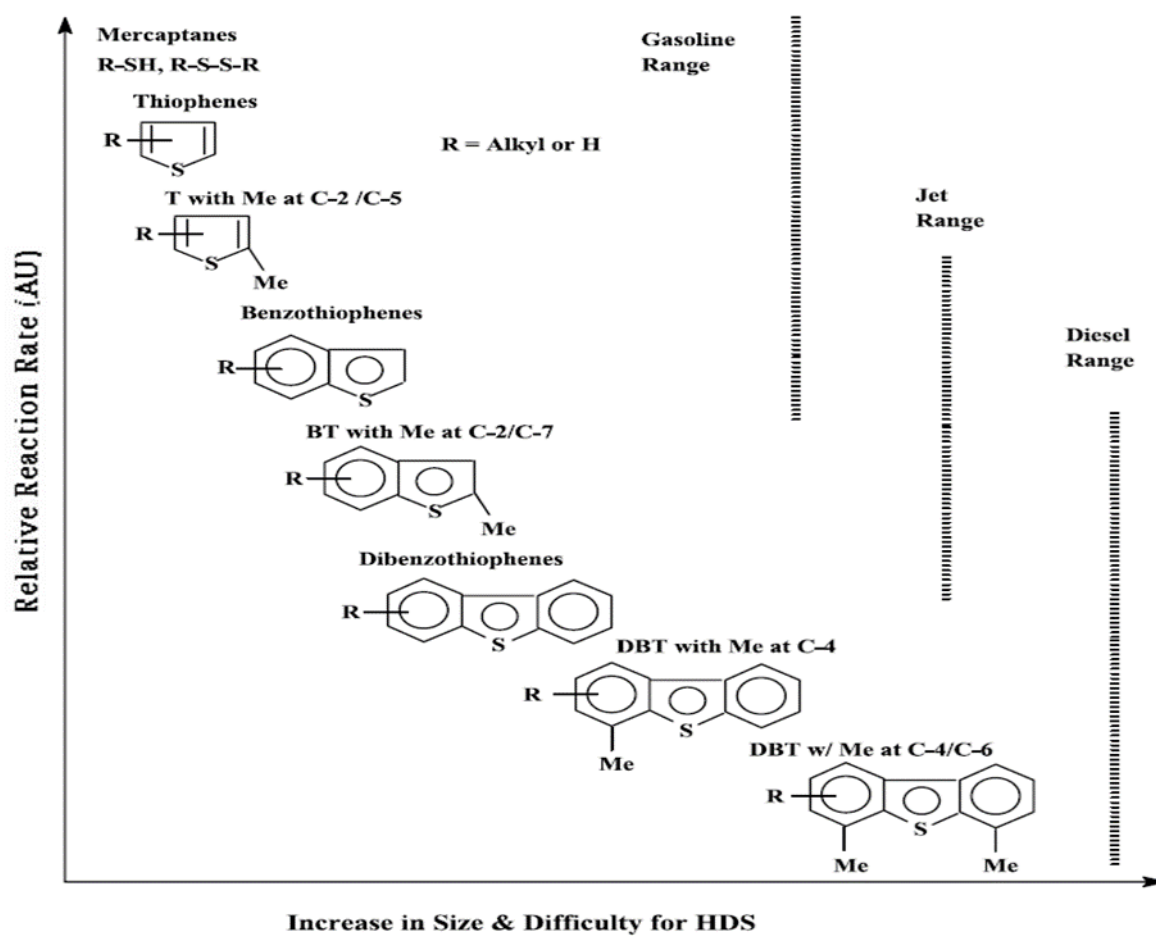 Mercaptanes
R-SH, R-S-S-R
Gasoline
Range
Thiophenes
R
S
R = Alkyl or H
T with Me at C-2 /C-5
R
S
Me
Jet
Range
Benzothiophenes
R
S
Diesel
Range
BT with Me at C-2/C-7
R
S
Me
Dibenzothiophenes
R
S
DBT with Me at C-4
R
S
Me
DBT w/ Me at C-4/C-6
R
S
Me
Me
Relative Reaction Rate (AU)
Increase in Size & Difficulty for HDS